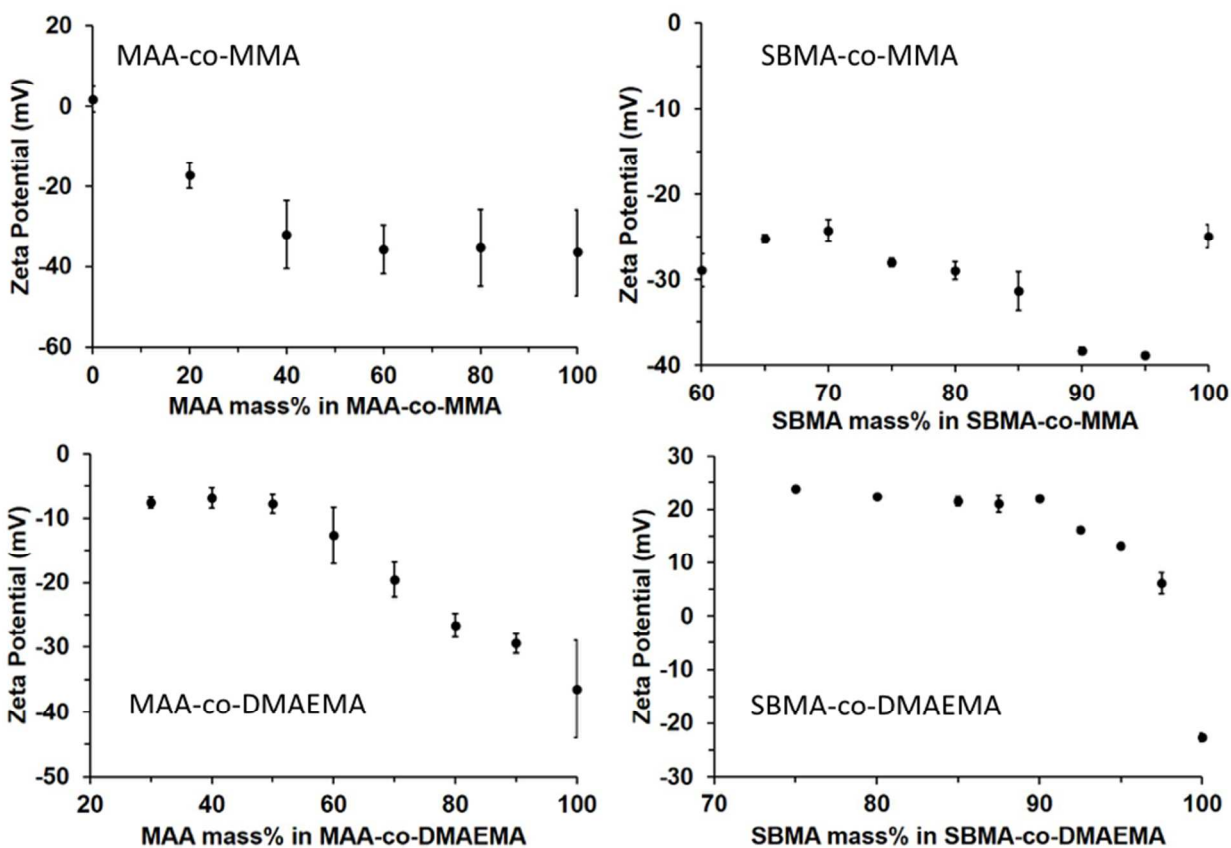 MAA-co-MMA
Zeta Potential (mV)
20
0
-20
-40
-60
0 20 40 60 80 100
MAA mass% in MAA-co-MMA
SBMA-co-MMA
Zeta Potential (mV)
0
-10
-20
-30
-40
60 70 80 90 100
SBMA mass% in SBMA-co-MMA
MAA-co-DMAEMA
Zeta Potential (mV)
0
-10
-20
-30
-40
-50
20 40 60 80 100
MAA mass% in MAA-co-DMAEMA
SBMA-co-DMAEMA
Zeta Potential (mV)
30
20
10
0
-10
-20
-30
70 80 90 100
SBMA mass% in SBMA-co-DMAEMA